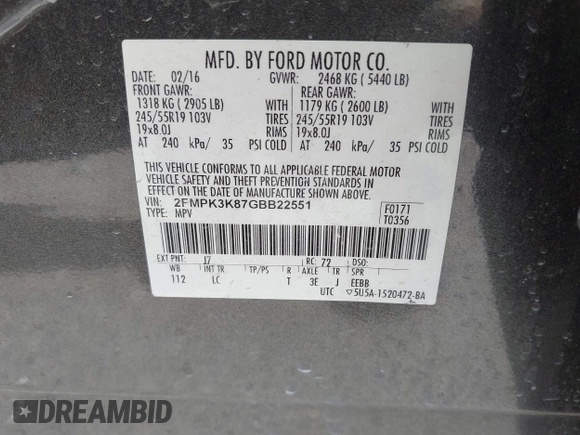 MFD. BY FORD MOTOR CO.
DATE: 02/16 GVWR: 2468 KG ( 5440 LB)
FRONT GAWR: REAR GAWR:
1318 KG ( 2905 LB) WITH 1179 KG ( 2600 LB) WITH
245/55R19 103V TIRES 245/55R19 103V TIRES
19x8.0J RIMS 19x8.0J RIMS
AT 240 kPa/ 35 PSI COLD AT 240 kPa/ 35 PSI COLD
THIS VEHICLE CONFORMS TO ALL APPLICABLE FEDERAL MOTOR
VEHICLE SAFETY AND THEFT PREVENTION STANDARDS IN
EFFECT ON THE DATE OF MANUFACTURE SHOWN ABOVE.
VIN: 2FMPK3K87GBB22551 F0171
TYPE: MPV T0356
EXT PNT: J7 RC: 72 DSO:
WB INT TR TP/PS R AXLE TR SPR
112 LC T 3E J EEBB
UTC ▽5U5A-1520472-BA
DREAMBID